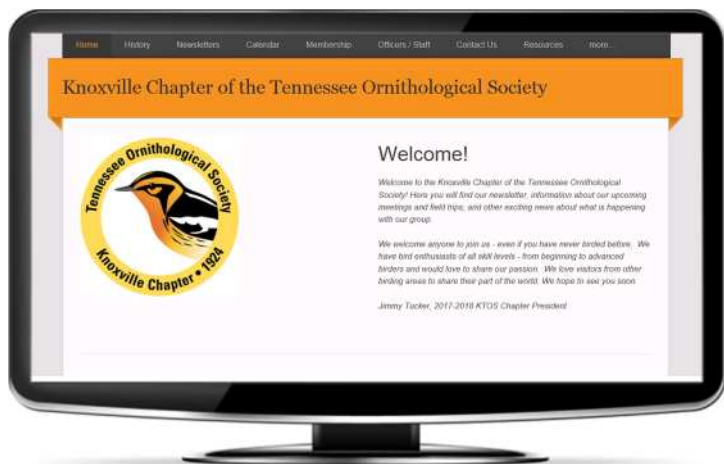 Home History Newsletters Calendar Membership Officers / Staff Contact Us Resources more...
Knoxville Chapter of the Tennessee Ornithological Society
Tennessee Ornithological Society
Knoxville Chapter • 1924
Welcome!
Welcome to the Knoxville Chapter of the Tennessee Ornithological
Society! Here you will find our newsletter, information about our upcoming
meetings and field trips, and other exciting news about what is happening
with our group.
We welcome anyone to join us - even if you have never birded before. We
have bird enthusiasts of all skill levels - from beginning to advanced
birders and would love to share our passion. We love visitors from other
birding areas to share their part of the world. We hope to see you soon
Jimmy Tucker, 2017-2018 KTOS Chapter President